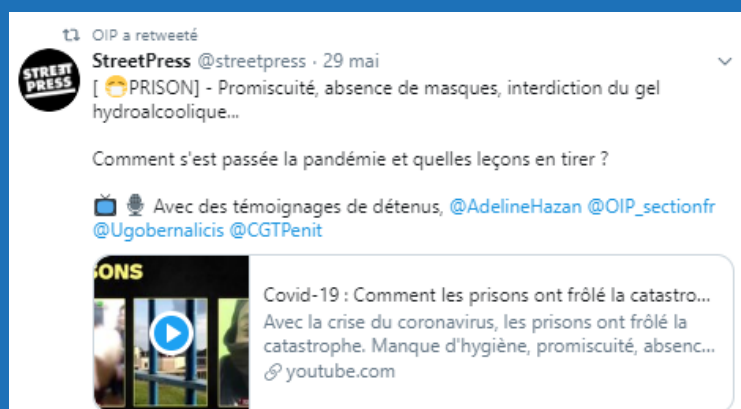 OIP a retweeté
STREET
PRESS
StreetPress @streetpress · 29 mai
[ 😷PRISON] - Promiscuité, absence de masques, interdiction du gel
hydroalcoolique...
Comment s'est passée la pandémie et quelles leçons en tirer ?
📺 🎙 Avec des témoignages de détenus, @AdelineHazan @OIP_sectionfr
@Ugobernalicis @CGTPenit
SONS
Covid-19 : Comment les prisons ont frôlé la catastro...
Avec la crise du coronavirus, les prisons ont frôlé la
catastrophe. Manque d'hygiène, promiscuité, absenc...
youtube.com